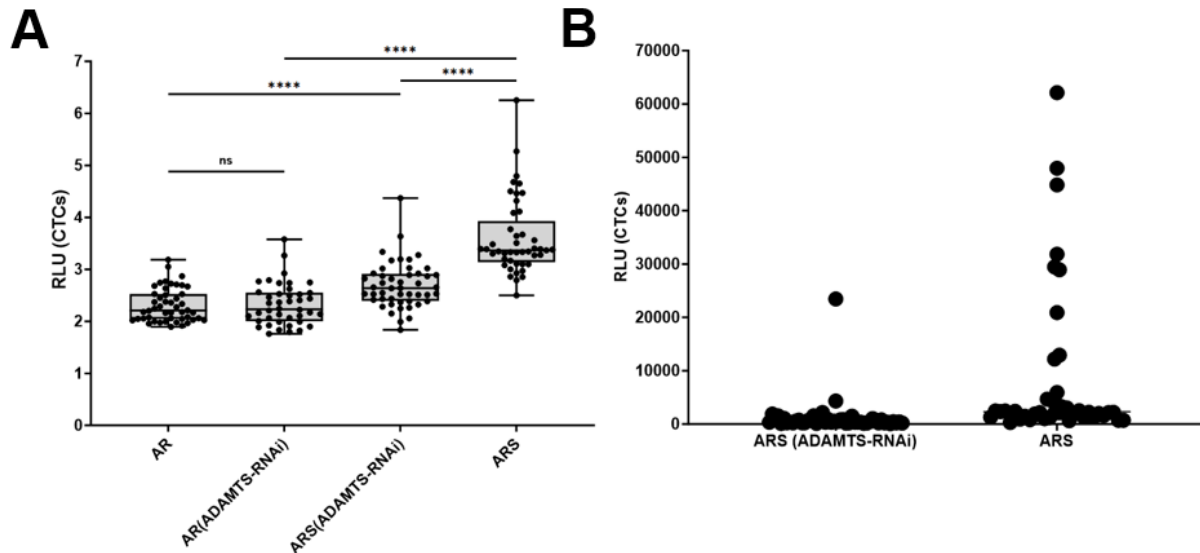 A
RLU (CTCs)
7
6
5
4
3
2
1
0
****
****
****
ns
AR
AR(ADAMTS-RNAi)
ARS(ADAMTS-RNAi)
ARS
B
RLU (CTCs)
70000
60000
50000
40000
30000
20000
10000
0
ARS (ADAMTS-RNAi)
ARS